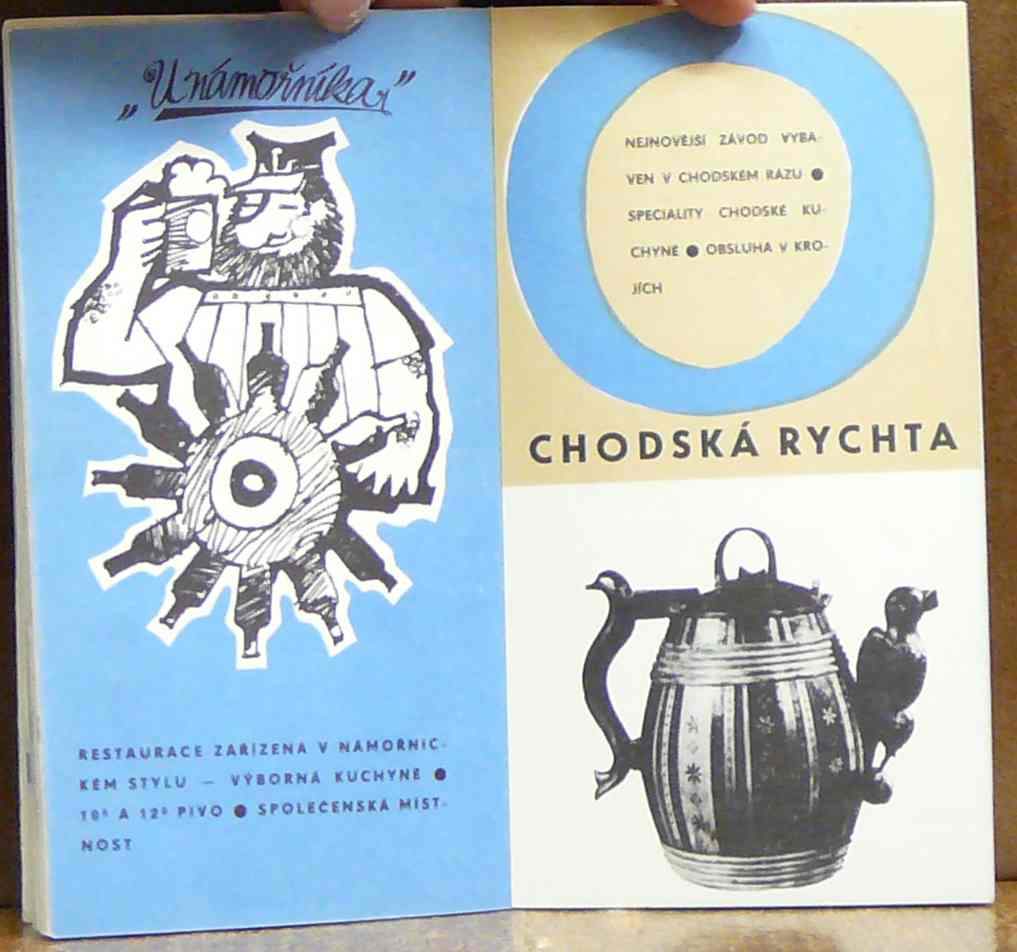 „U námořníka"
RESTAURACE ZAŘÍZENA V NÁMOŘNIC-
KÉM STYLU — VÝBORNÁ KUCHYNĚ ●
10° A 12° PIVO ● SPOLEČENSKÁ MÍST-
NOST
NEJNOVĚJŠÍ ZÁVOD VYBA-
VEN V CHODSKÉM RÁZU ●
SPECIALITY CHODSKÉ KU-
CHYNĚ ● OBSLUHA V KRO-
JÍCH
CHODSKÁ RYCHTA